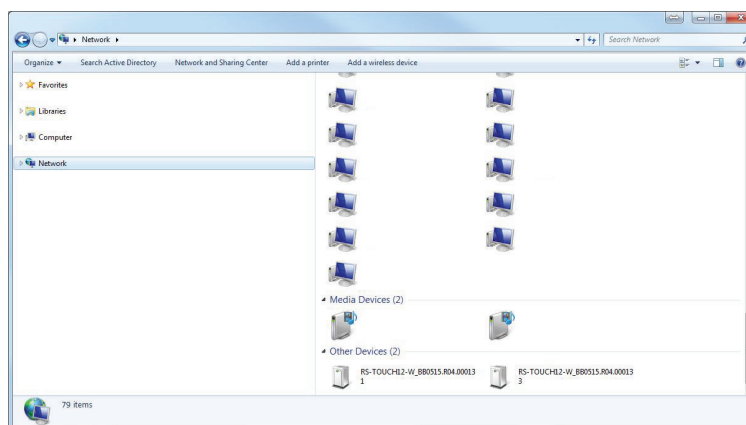 Network
Search Network
Organize Search Active Directory Network and Sharing Center Add a printer Add a wireless device
Favorites
Libraries
Computer
Network
Media Devices (2)
Other Devices (2)
RS-TOUCH12-W_BB0515.R04.00013 RS-TOUCH12-W_BB0515.R04.00013
1 3
79 items